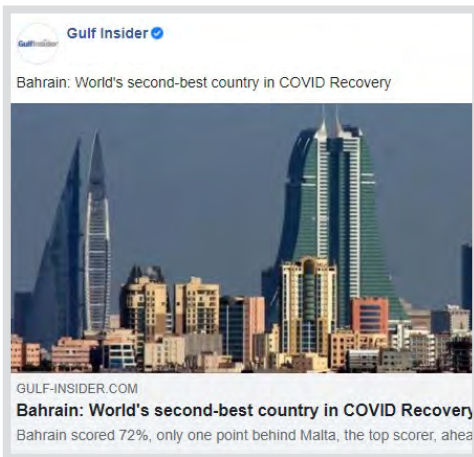 Gulf Insider
GulfInsider
Bahrain: World's second-best country in COVID Recovery
GULF-INSIDER.COM
Bahrain: World's second-best country in COVID Recovery
Bahrain scored 72%, only one point behind Malta, the top scorer, ahea